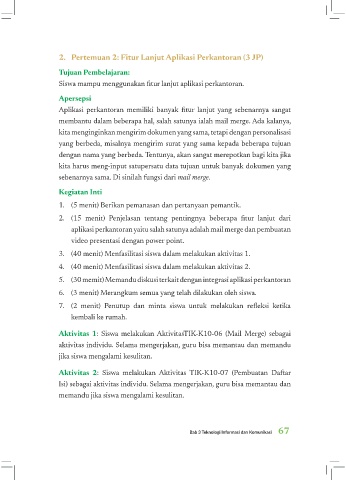 2. Pertemuan 2: Fitur Lanjut Aplikasi Perkantoran (3 JP)
Tujuan Pembelajaran:
Siswa mampu menggunakan fitur lanjut aplikasi perkantoran.
Apersepsi
Aplikasi perkantoran memiliki banyak fitur lanjut yang sebenarnya sangat
membantu dalam beberapa hal, salah satunya ialah mail merge. Ada kalanya,
kita menginginkan mengirim dokumen yang sama, tetapi dengan personalisasi
yang berbeda, misalnya mengirim surat yang sama kepada beberapa tujuan
dengan nama yang berbeda. Tentunya, akan sangat merepotkan bagi kita jika
kita harus meng-input satupersatu data tujuan untuk banyak dokumen yang
sebenarnya sama. Di sinilah fungsi dari mail merge.
Kegiatan Inti
1. (5 menit) Berikan pemanasan dan pertanyaan pemantik.
2. (15 menit) Penjelasan tentang pentingnya beberapa fitur lanjut dari
aplikasi perkantoran yaitu salah satunya adalah mail merge dan pembuatan
video presentasi dengan power point.
3. (40 menit) Menfasilitasi siswa dalam melakukan aktivitas 1.
4. (40 menit) Menfasilitasi siswa dalam melakukan aktivitas 2.
5. (30 memit) Memandu diskusi terkait dengan integrasi aplikasi perkantoran
6. (3 menit) Merangkum semua yang telah dilakukan oleh siswa.
7. (2 menit) Penutup dan minta siswa untuk melakukan refleksi ketika
kembali ke rumah.
Aktivitas 1: Siswa melakukan AktivitasTIK-K10-06 (Mail Merge) sebagai
aktivitas individu. Selama mengerjakan, guru bisa memantau dan memandu
jika siswa mengalami kesulitan.
Aktivitas 2: Siswa melakukan Aktivitas TIK-K10-07 (Pembuatan Daftar
Isi) sebagai aktivitas individu. Selama mengerjakan, guru bisa memantau dan
memandu jika siswa mengalami kesulitan.
Bab 3 Teknologi Informasi dan Komunikasi 67